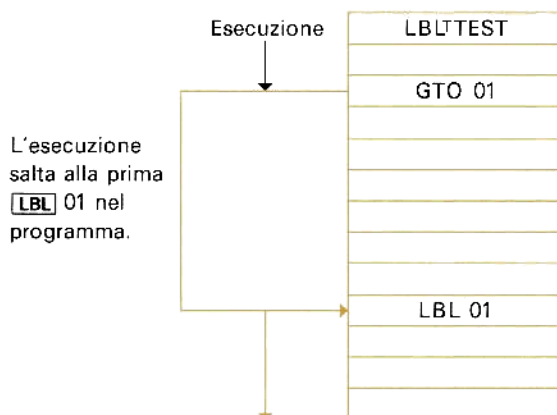 Esecuzione
LBLTTEST
GTO 01
L'esecuzione
salta alla prima
LBL 01 nel
programma.
LBL 01